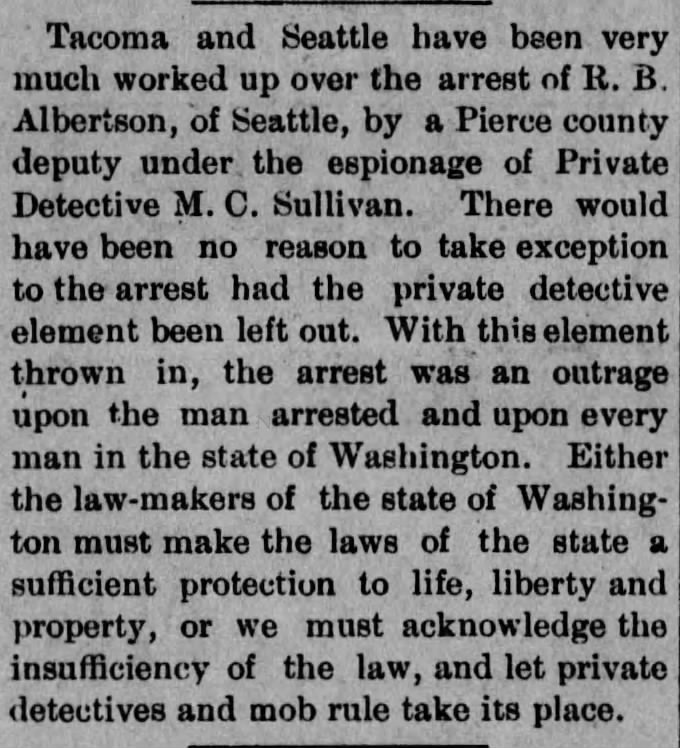 Tacoma and Seattle have been very
much worked up over the arrest of R. B.
Albertson, of Seattle, by a Pierce county
deputy under the espionage of Private
Detective M. C. Sullivan. There would
have been no reason to take exception
to the arrest had the private detective
element been left out. With this element
thrown in, the arrest was an outrage
upon the man arrested and upon every
man in the state of Washington. Either
the law-makers of the state of Washing-
ton must make the laws of the state a
sufficient protection to life, liberty and
property, or we must acknowledge the
insufficiency of the law, and let private
detectives and mob rule take its place.